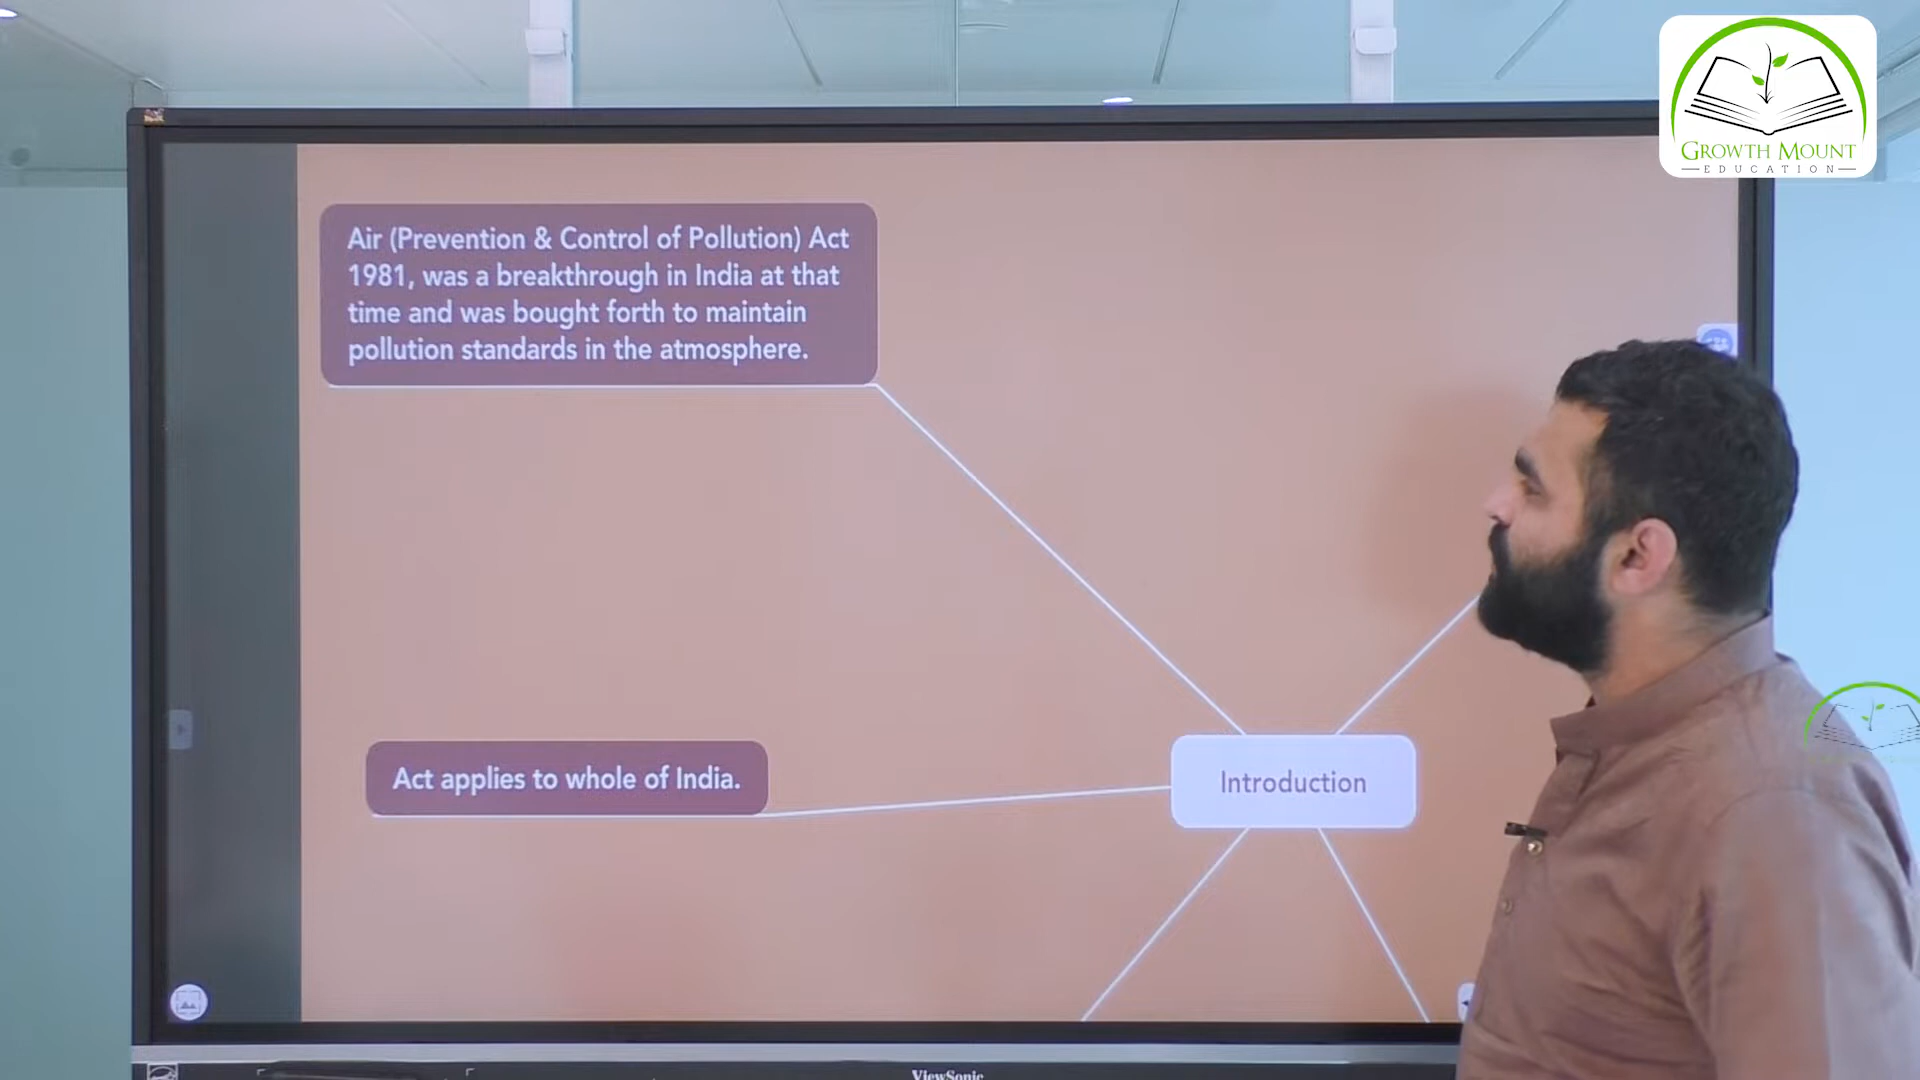 GROWTH MOUNT
EDUCATION
Air (Prevention & Control of Pollution) Act
1981, was a breakthrough in India at that
time and was bought forth to maintain
pollution standards in the atmosphere.
Act applies to whole of India.
Introduction
ViewSonic